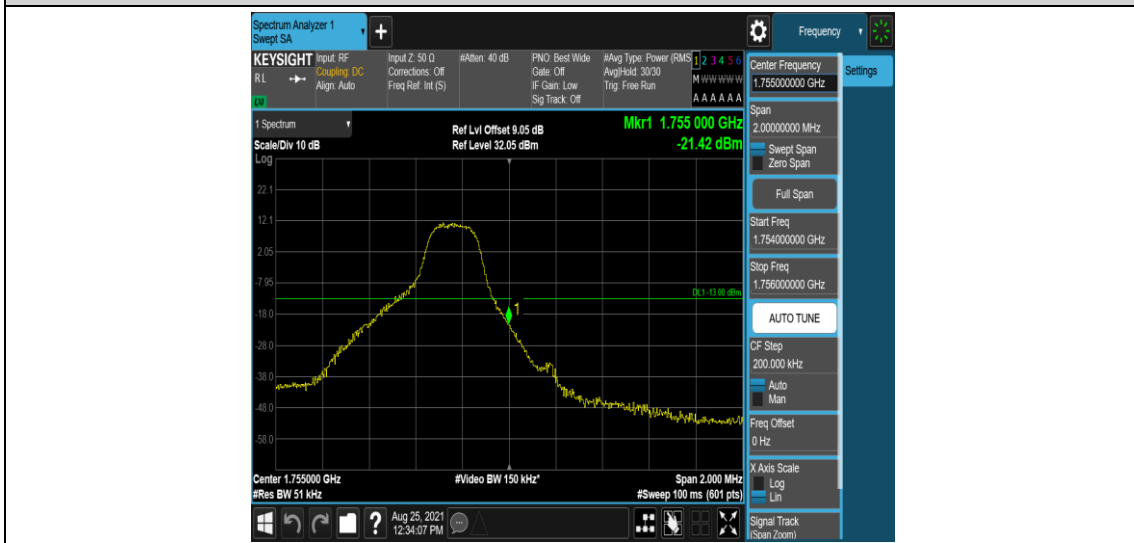 Spectrum Analyzer 1
Swept SA
+
Frequency
KEYSIGHT
RL
LXI
Input: RF
Coupling: DC
Align: Auto
Input Z: 50 Ω
Corrections: Off
Freq Ref: Int (S)
#Atten: 40 dB
PNO: Best Wide
Gate: Off
IF Gain: Low
Sig Track: Off
#Avg Type: Power (RMS
Avg|Hold: 30/30
Trig: Free Run
1 2 3 4 5 6
M W W W W W
A A A A A A
1 Spectrum
Scale/Div 10 dB
Log
Ref Lvl Offset 9.05 dB
Ref Level 32.05 dBm
Mkr1 1.755 000 GHz
-21.42 dBm
22.1
12.1
2.05
-7.95
-18.0
-28.0
-38.0
-48.0
-58.0
DL1 -13.00 dBm
1
Center 1.755000 GHz
#Res BW 51 kHz
#Video BW 150 kHz*
Span 2.000 MHz
#Sweep 100 ms (601 pts)
?
Aug 25, 2021
12:34:07 PM
Center Frequency
1.755000000 GHz
Settings
Span
2.00000000 MHz
Swept Span
Zero Span
Full Span
Start Freq
1.754000000 GHz
Stop Freq
1.756000000 GHz
AUTO TUNE
CF Step
200.000 kHz
Auto
Man
Freq Offset
0 Hz
X Axis Scale
Log
Lin
Signal Track
(Span Zoom)